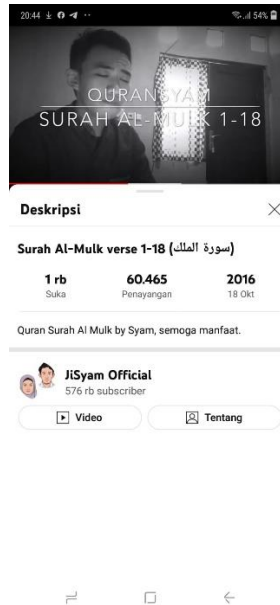 20:44
54%
QURANSYAM
SURAH AL-MULK 1-18
Deskripsi
Surah Al-Mulk verse 1-18 (سورة الملك)
1 rb
60.465
2016
Suka
Penayangan
18 Okt
Quran Surah Al Mulk by Syam, semoga manfaat.
JiSyam Official
576 rb subscriber
Video
Tentang